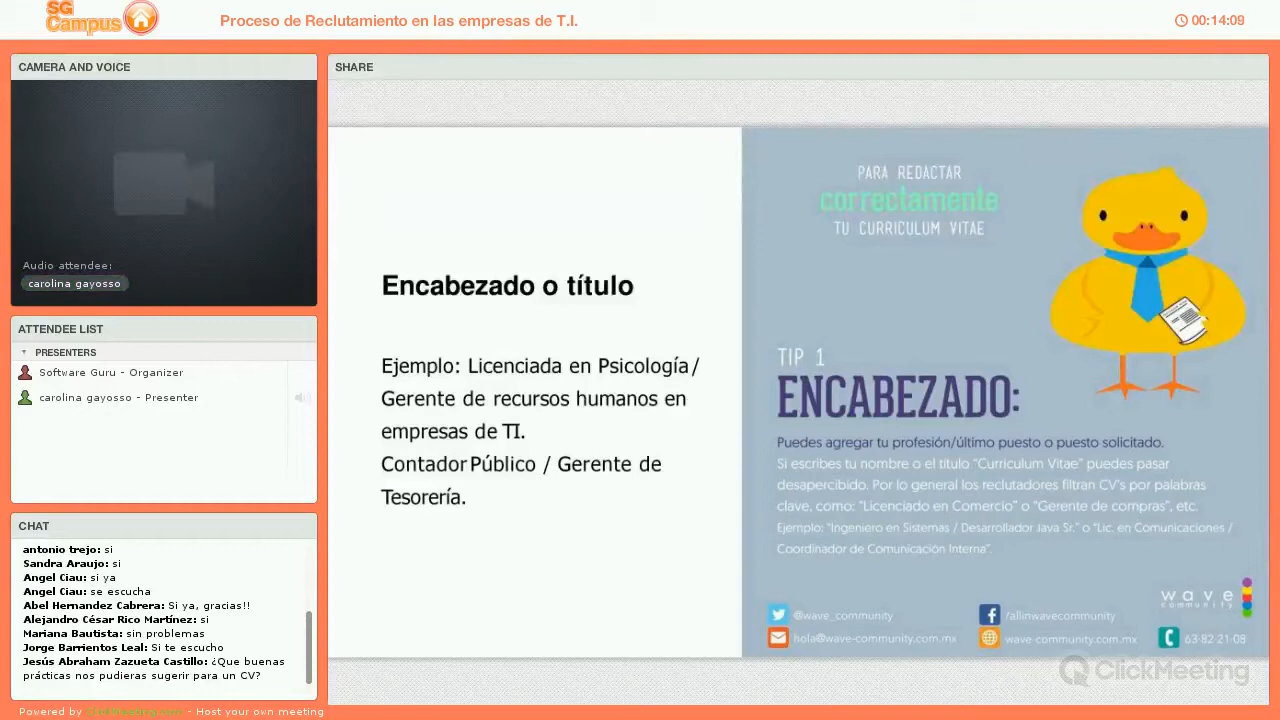 SG
Campus
Proceso de Reclutamiento en las empresas de T.I.
00:14:09
CAMERA AND VOICE
Audio attendee:
carolina gayosso
ATTENDEE LIST
PRESENTERS
Software Guru - Organizer
carolina gayosso - Presenter
CHAT
antonio trejo: si
Sandra Araujo: si
Angel Ciau: si ya
Angel Ciau: se escucha
Abel Hernandez Cabrera: Si ya, gracias!!
Alejandro César Rico Martínez: si
Mariana Bautista: sin problemas
Jorge Barrientos Leal: Si te escucho
Jesús Abraham Zazueta Castillo: ¿Que buenas
prácticas nos pudieras sugerir para un CV?
Powered by ClickMeeting.com - Host your own meeting
SHARE
Encabezado o título
Ejemplo: Licenciada en Psicología/
Gerente de recursos humanos en
empresas de TI.
Contador Público / Gerente de
Tesorería.
PARA REDACTAR
correctamente
TU CURRICULUM VITAE
TIP 1
ENCABEZADO:
Puedes agregar tu profesión/último puesto o puesto solicitado.
Si escribes tu nombre o el título "Curriculum Vitae" puedes pasar
desapercibido. Por lo general los reclutadores filtran CV's por palabras
clave, como: "Licenciado en Comercio" o "Gerente de compras", etc.
Ejemplo: "Ingeniero en Sistemas / Desarrollador Java Sr." o "Lic. en Comunicaciones /
Coordinador de Comunicación Interna".
wave
community
@wave_community
/allinwavecommunity
hola@wave-community.com.mx
wave-community.com.mx
63-82-21-08
ClickMeeting